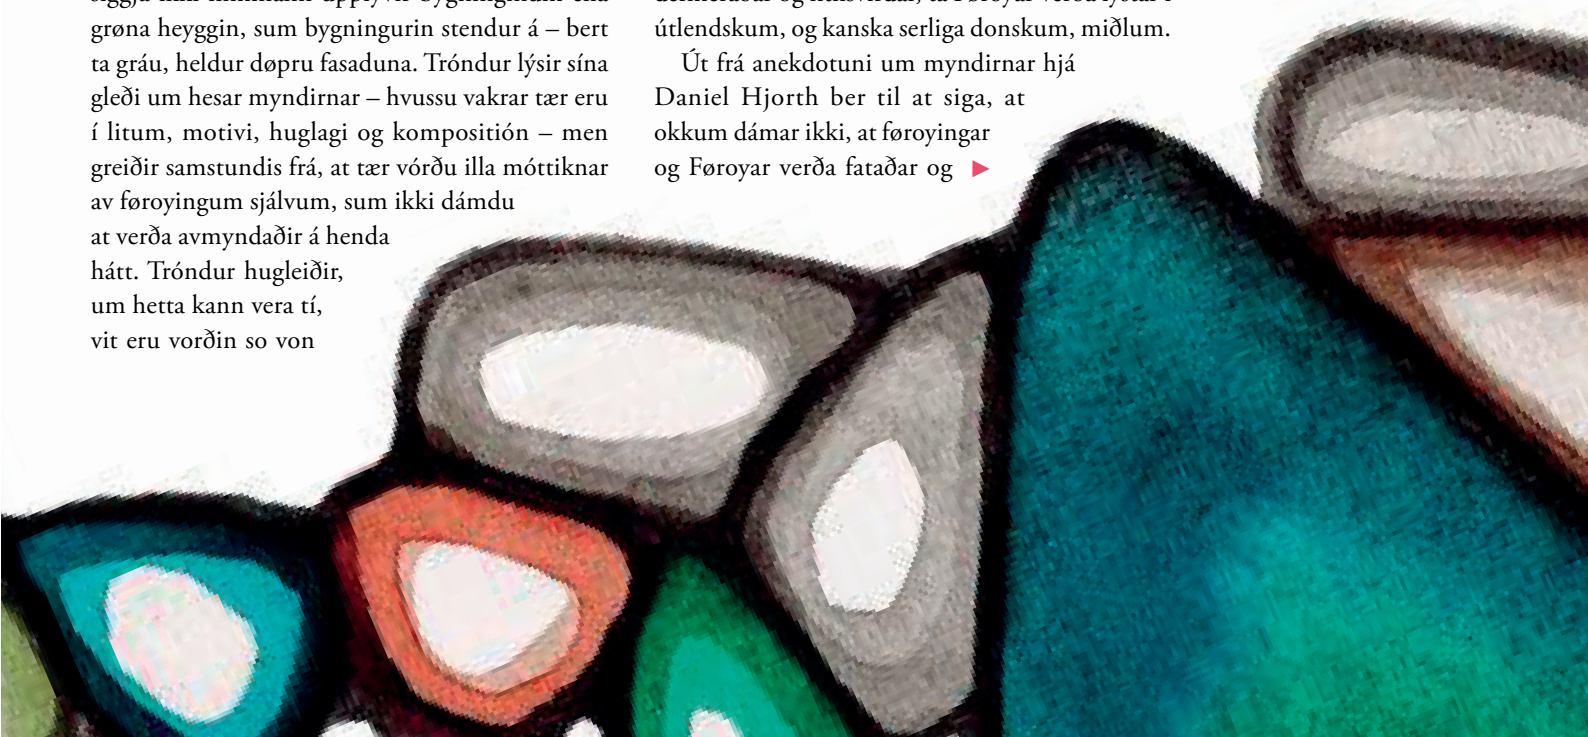 grøna heyggin, sum bygningurin stendur á – bert
ta gráu, heldur døpru fasaduna. Tróndur lýsir sína
gleði um hesar myndirnar – hvussu vakrar tær eru
í litum, motivi, huglagi og kompositión – men
greiðir samstundis frá, at tær vórðu illa móttiknar
av føroyingum sjálvum, sum ikki dámdu
at verða avmyndaðir á henda
hátt. Tróndur hugleiðir,
um hetta kann vera tí,
vit eru vorðin so von
útlendskum, og kanska serliga donskum, miðlum.
Út frá anekdotuni um myndirnar hjá
Daniel Hjorth ber til at siga, at
okkum dámar ikki, at føroyingar
og Føroyar verða fataðar og ►